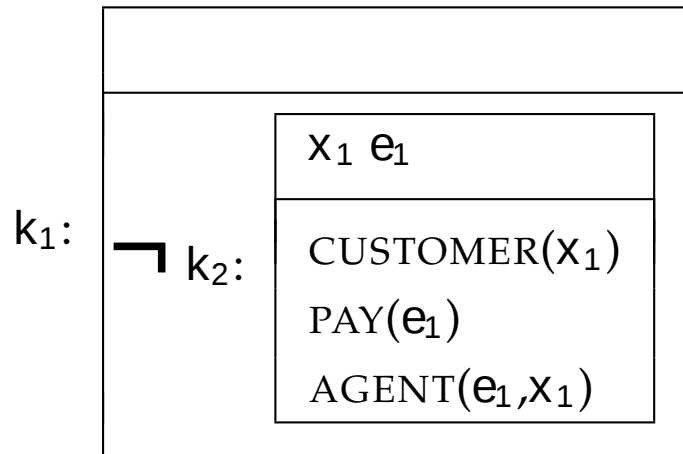 x₁ e₁
k₁: ¬ k₂: CUSTOMER(x₁)
PAY(e₁)
AGENT(e₁,x₁)